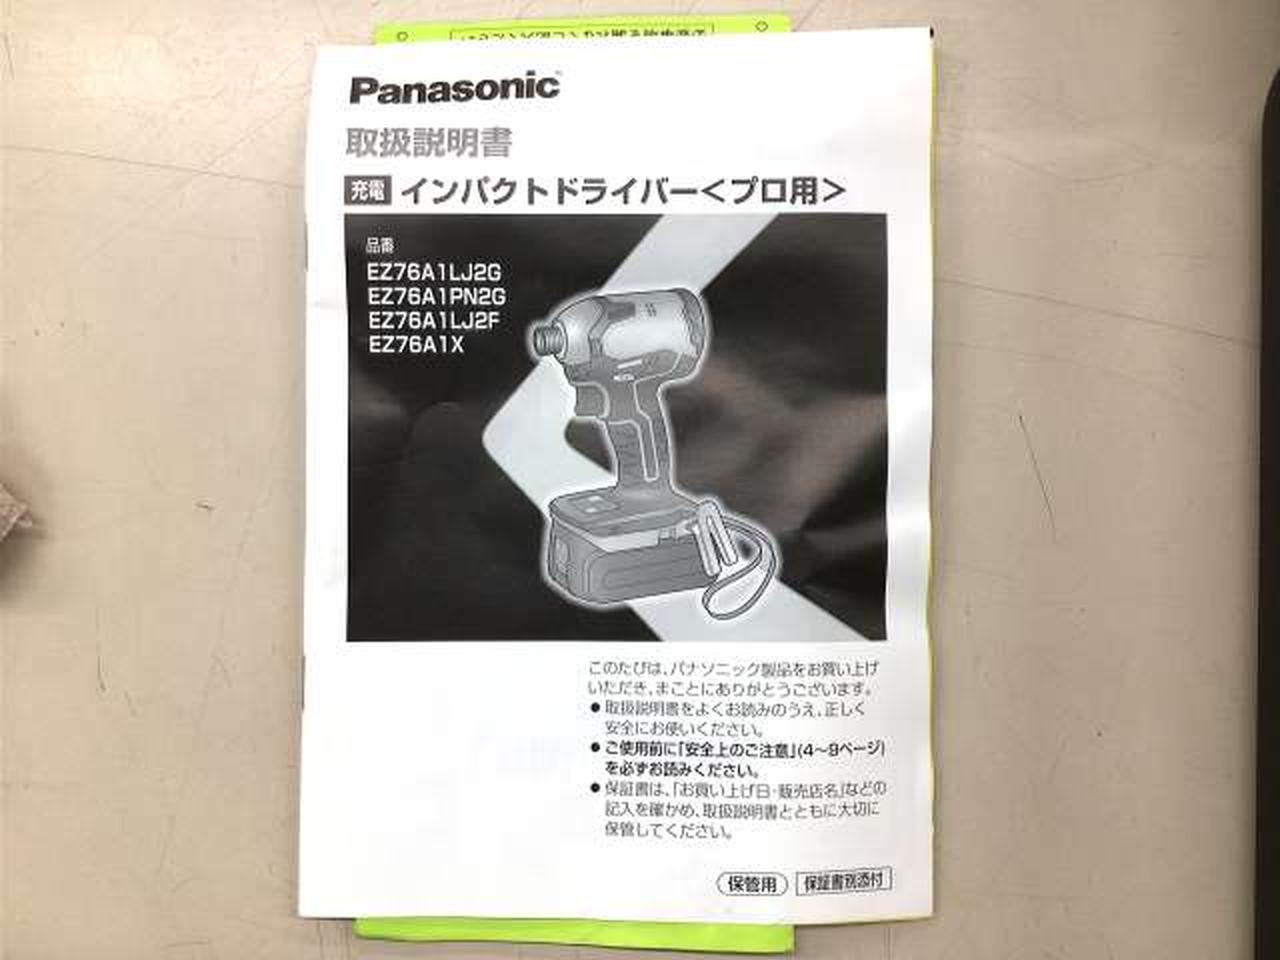 Panasonic
取扱説明書
充電 インパクトドライバー＜プロ用＞
品番
EZ76A1LJ2G
EZ76A1PN2G
EZ76A1LJ2F
EZ76A1X
このたびは、パナソニック製品をお買い上げ
いただき、まことにありがとうございます。
● 取扱説明書をよくお読みのうえ、正しく
安全にお使いください。
● ご使用前に「安全上のご注意」(4～9ページ)
を必ずお読みください。
● 保証書は、「お買い上げ日・販売店名」などの
記入を確かめ、取扱説明書とともに大切に
保管してください。
保管用 保証書別添付